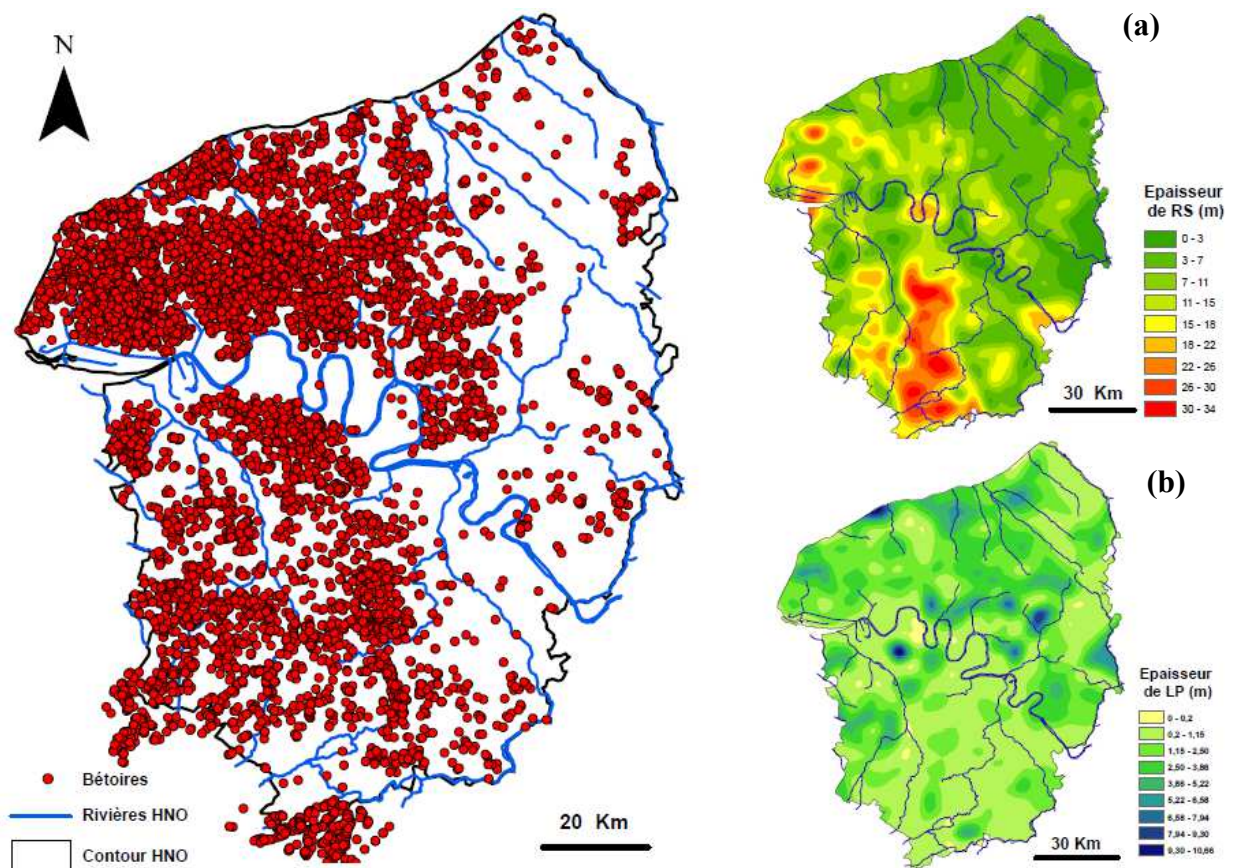 N
Bétoires
Rivières HNO
Contour HNO
20 Km
(a)
Epaisseur
de RS (m)
0 - 3
3 - 7
7 - 11
11 - 15
15 - 18
18 - 22
22 - 26
26 - 30
30 - 34
30 Km
(b)
Epaisseur
de LP (m)
0 - 0,2
0,2 - 1,15
1,15 - 2,50
2,50 - 3,86
3,86 - 5,22
5,22 - 6,58
6,58 - 7,94
7,94 - 9,30
9,30 - 10,66
30 Km